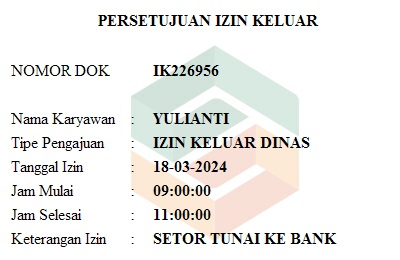 PERSETUJUAN IZIN KELUAR
NOMOR DOK IK226956
Nama Karyawan : YULIANTI
Tipe Pengajuan : IZIN KELUAR DINAS
Tanggal Izin : 18-03-2024
Jam Mulai : 09:00:00
Jam Selesai : 11:00:00
Keterangan Izin : SETOR TUNAI KE BANK